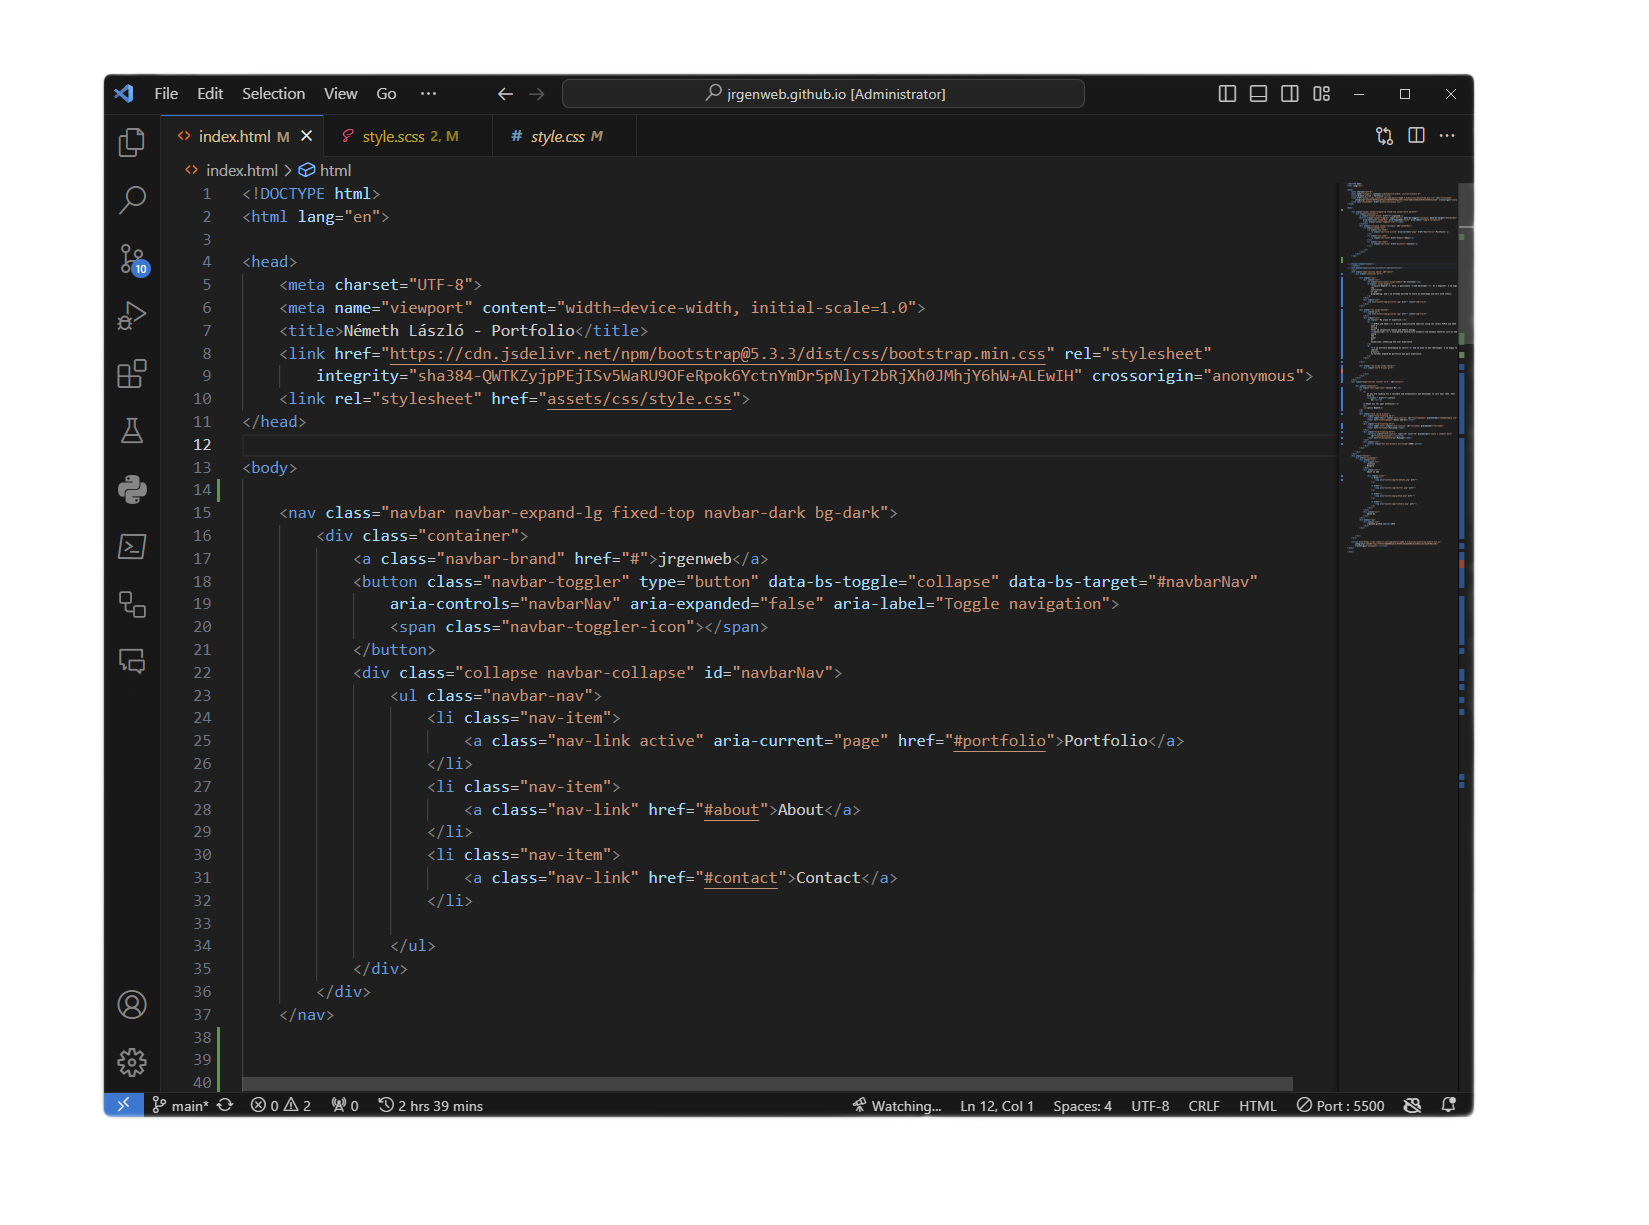 File Edit Selection View Go ··· jrgenweb.github.io [Administrator]
index.html M style.scss 2, M style.css M
index.html > html
1 <!DOCTYPE html>
2 <html lang="en">
3
4 <head>
5 <meta charset="UTF-8">
6 <meta name="viewport" content="width=device-width, initial-scale=1.0">
7 <title>Németh László - Portfolio</title>
8 <link href="https://cdn.jsdelivr.net/npm/bootstrap@5.3.3/dist/css/bootstrap.min.css" rel="stylesheet"
9 integrity="sha384-QWTKZyjpPEjISv5WaRU9OFeRpok6YctnYmDr5pNlyT2bRjXh0JMhjY6hW+ALEwIH" crossorigin="anonymous">
10 <link rel="stylesheet" href="assets/css/style.css">
11 </head>
12
13 <body>
14
15 <nav class="navbar navbar-expand-lg fixed-top navbar-dark bg-dark">
16 <div class="container">
17 <a class="navbar-brand" href="#">jrgenweb</a>
18 <button class="navbar-toggler" type="button" data-bs-toggle="collapse" data-bs-target="#navbarNav"
19 aria-controls="navbarNav" aria-expanded="false" aria-label="Toggle navigation">
20 <span class="navbar-toggler-icon"></span>
21 </button>
22 <div class="collapse navbar-collapse" id="navbarNav">
23 <ul class="navbar-nav">
24 <li class="nav-item">
25 <a class="nav-link active" aria-current="page" href="#portfolio">Portfolio</a>
26 </li>
27 <li class="nav-item">
28 <a class="nav-link" href="#about">About</a>
29 </li>
30 <li class="nav-item">
31 <a class="nav-link" href="#contact">Contact</a>
32 </li>
33
34 </ul>
35 </div>
36 </div>
37 </nav>
38
39
40
10
main* 0 2 0 2 hrs 39 mins Watching... Ln 12, Col 1 Spaces: 4 UTF-8 CRLF HTML Port : 5500